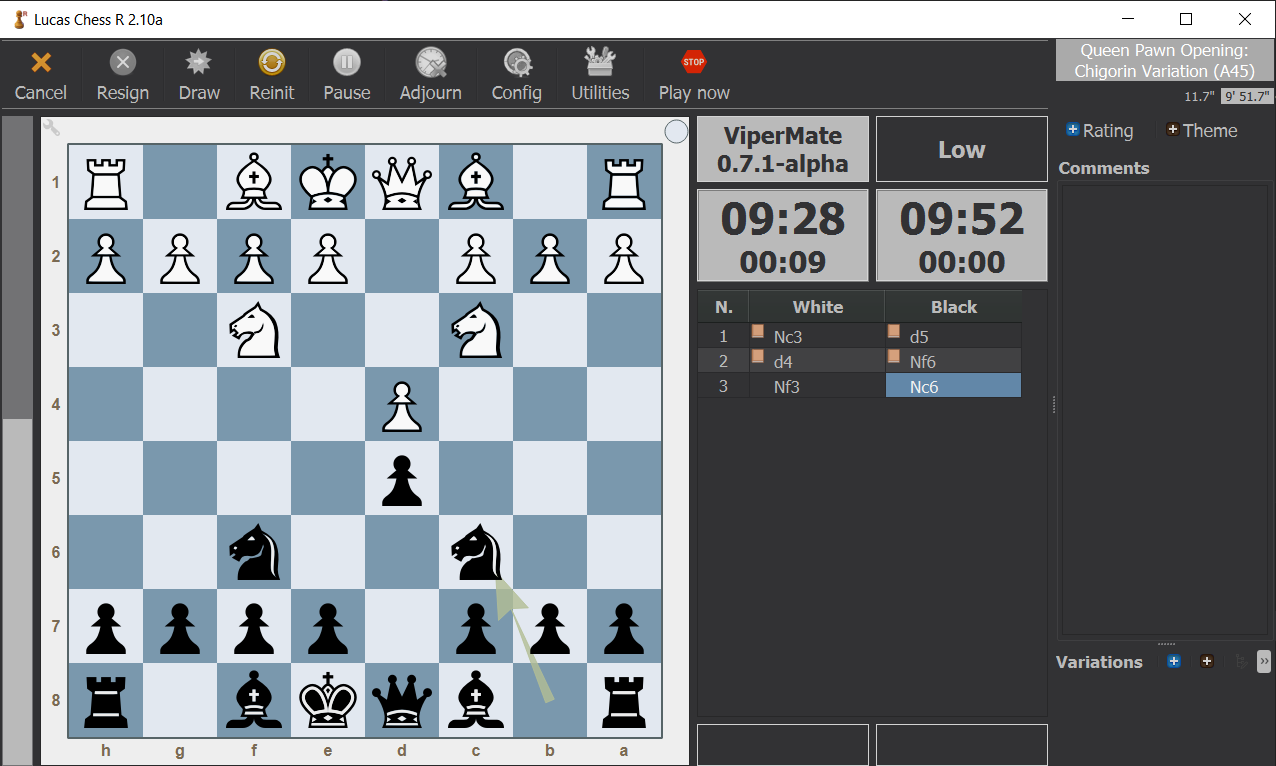 Lucas Chess R 2.10a
Cancel Resign Draw Reinit Pause Adjourn Config Utilities STOP Play now
Queen Pawn Opening:
Chigorin Variation (A45)
11.7" 9' 51.7"
Rating Theme
Comments
ViperMate
0.7.1-alpha
Low
09:28
00:09
09:52
00:00
N. White Black
1 Nc3 d5
2 d4 Nf6
3 Nf3 Nc6
1
2
3
4
5
6
7
8
h g f e d c b a
Variations